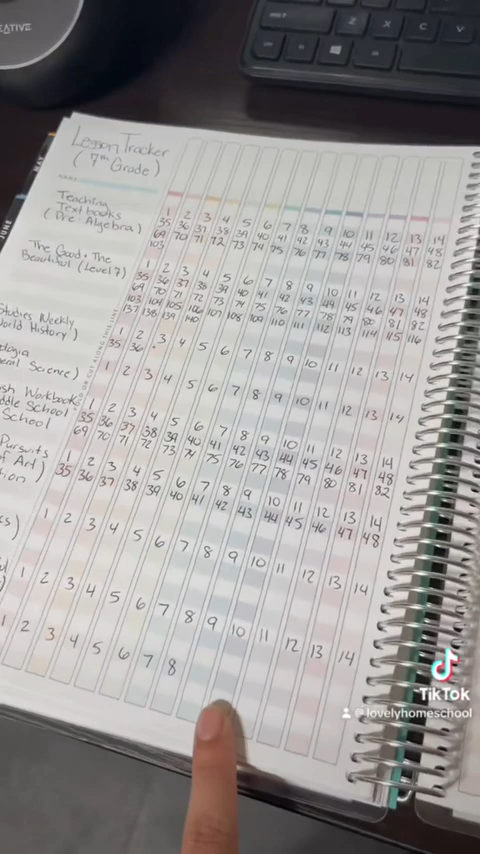 Lesson Tracker
(7th Grade)
MAY
JUNE
Teaching
Textbooks
(Pre-Algebra)
1 2 3 4 5 6 7 8 9 10 11 12 13 14
35 36 37 38 39 40 41 42 43 44 45 46 47 48
69 70 71 72 73 74 75 76 77 78 79 80 81 82
103
The Good + The
Beautiful (Level 7)
1 2 3 4 5 6 7 8 9 10 11 12 13 14
35 36 37 38 39 40 41 42 43 44 45 46 47 48
69 70 71 72 73 74 75 76 77 78 79 80 81 82
103 104 105 106 107 108 109 110 111 112 113 114 115 116
137 138 139 140
Studies Weekly
World History)
1 2 3 4 5 6 7 8 9 10 11 12 13 14
35 36
eral Science)
1 2 3 4 5 6 7 8 9 10 11 12 13 14
sh Workbook
ddle School
School
1 2 3 4 5 6 7 8 9 10 11 12 13 14
35 36 37 38 39 40 41 42 43 44 45 46 47 48
69 70 71 72 73 74 75 76 77 78 79 80 81 82
Pursuits
of Art)
tion
1 2 3 4 5 6 7 8 9 10 11 12 13 14
35 36 37 38 39 40 41 42 43 44 45 46 47 48
1 2 3 4 5 6 7 8 9 10 11 12 13 14
1 2 3 4 5 6 7 8 9 10 11 12 13 14
1 2 3 4 5 6 7 8
Z X C V
TikTok
@lovelyhomeschool